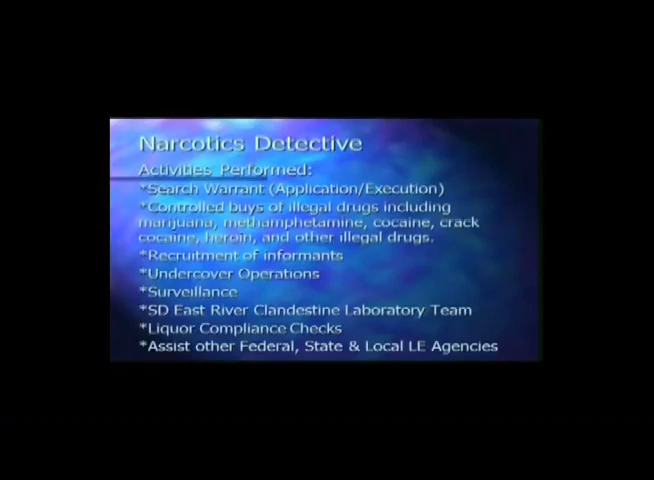 Narcotics Detective
Activities Performed:
*Search Warrant (Application/Execution)
*Controlled buys of illegal drugs including
marijuana, methamphetamine, cocaine, crack
cocaine, heroin, and other illegal drugs.
*Recruitment of informants
*Undercover Operations
*Surveillance
*SD East River Clandestine Laboratory Team
*Liquor Compliance Checks
*Assist other Federal, State & Local LE Agencies